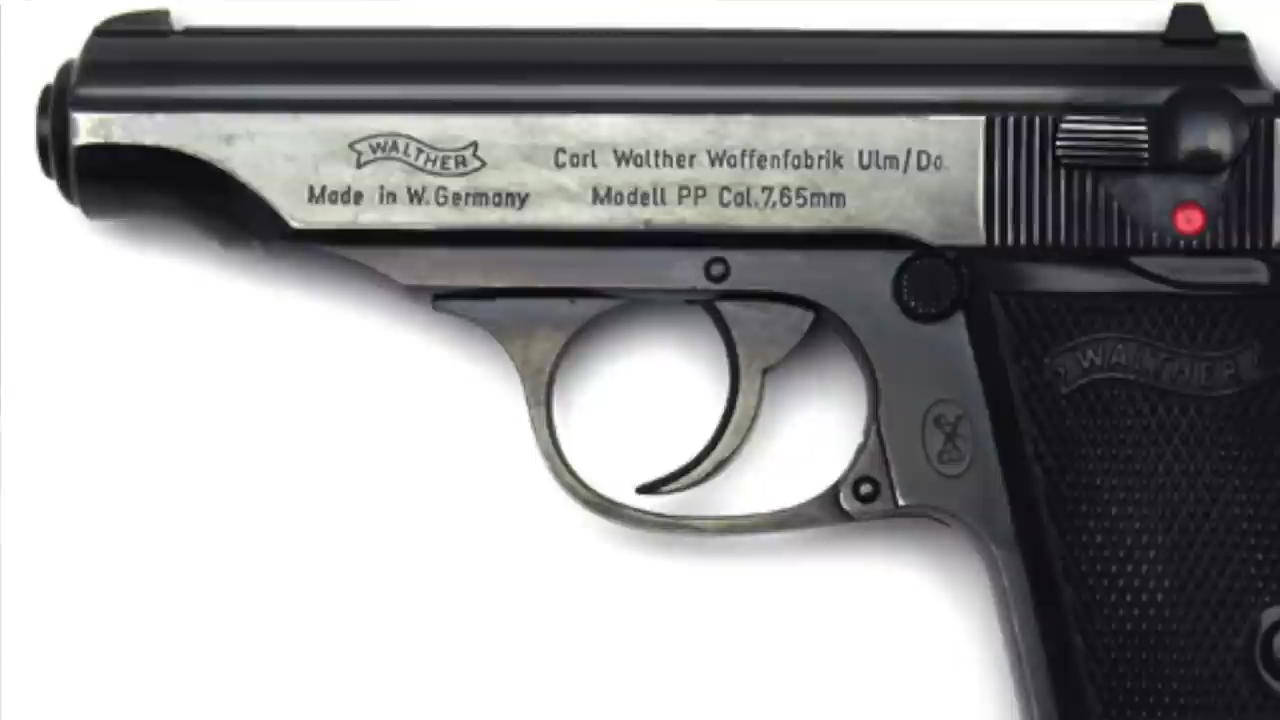 WALTHER
Carl Walther Waffenfabrik Ulm/Do.
Made in W.Germany
Modell PP Cal.7,65mm
WALTHER